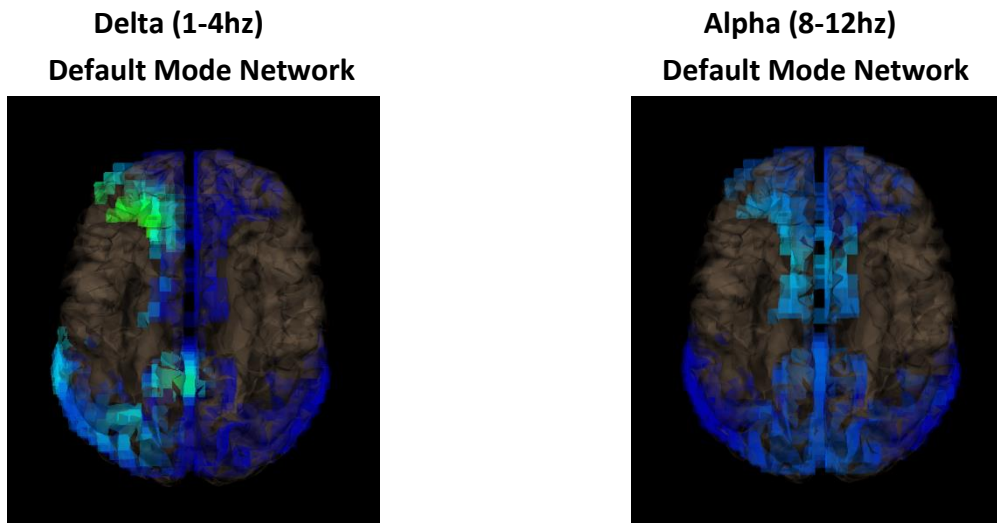 Delta (1-4hz)
Default Mode Network
Alpha (8-12hz)
Default Mode Network